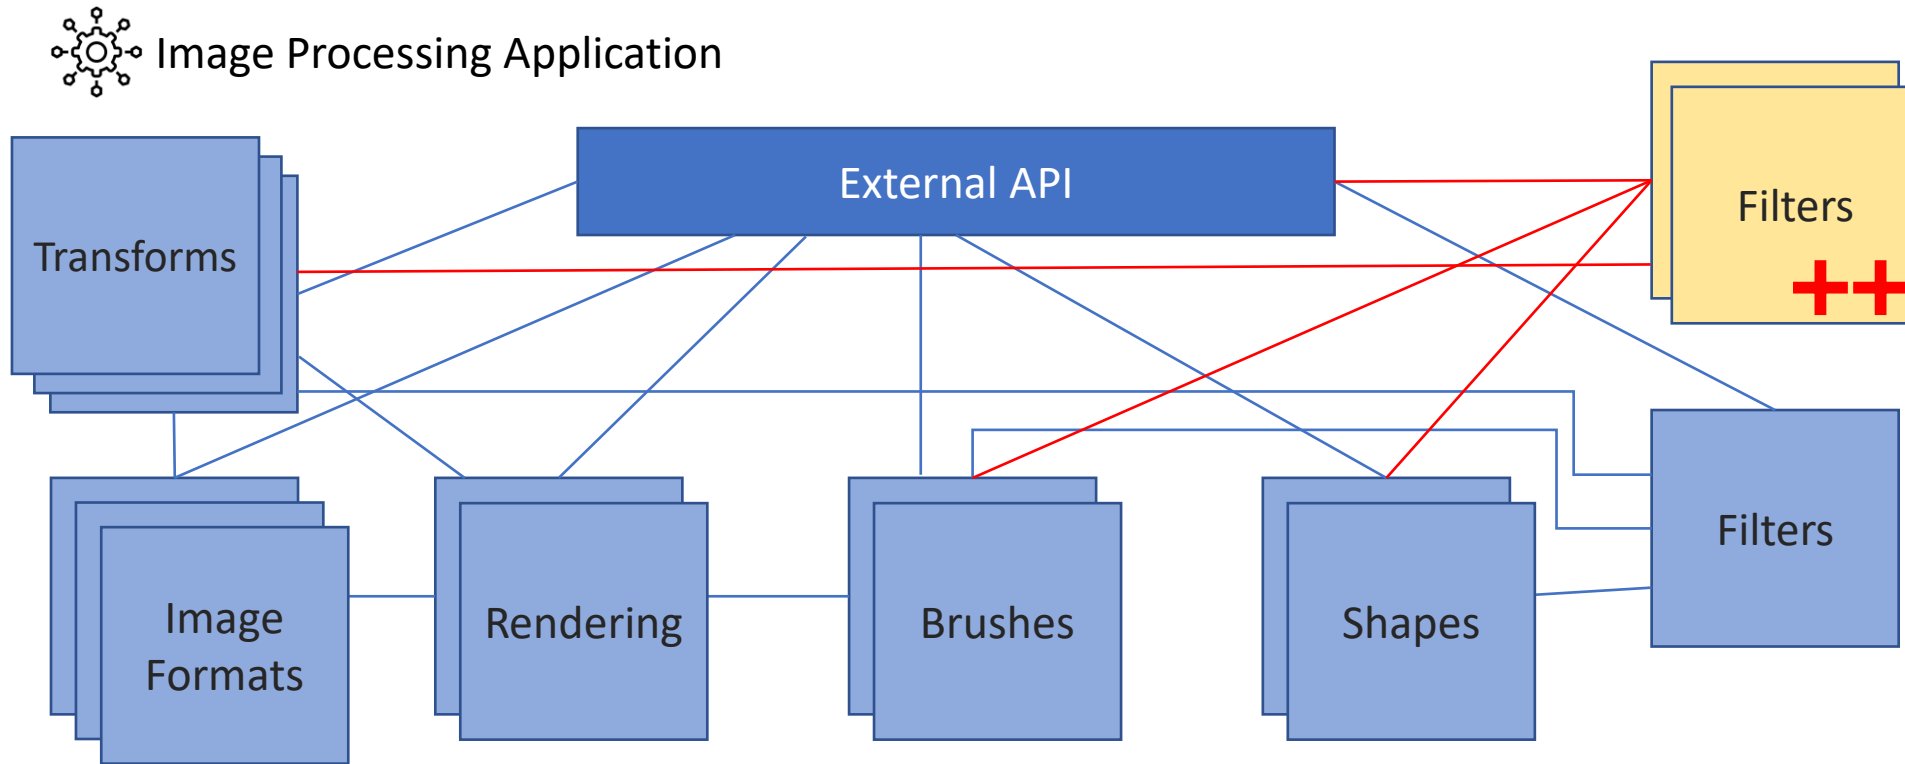 Image Processing Application
External API
Transforms
Filters
++
Filters
Image
Formats
Rendering
Brushes
Shapes